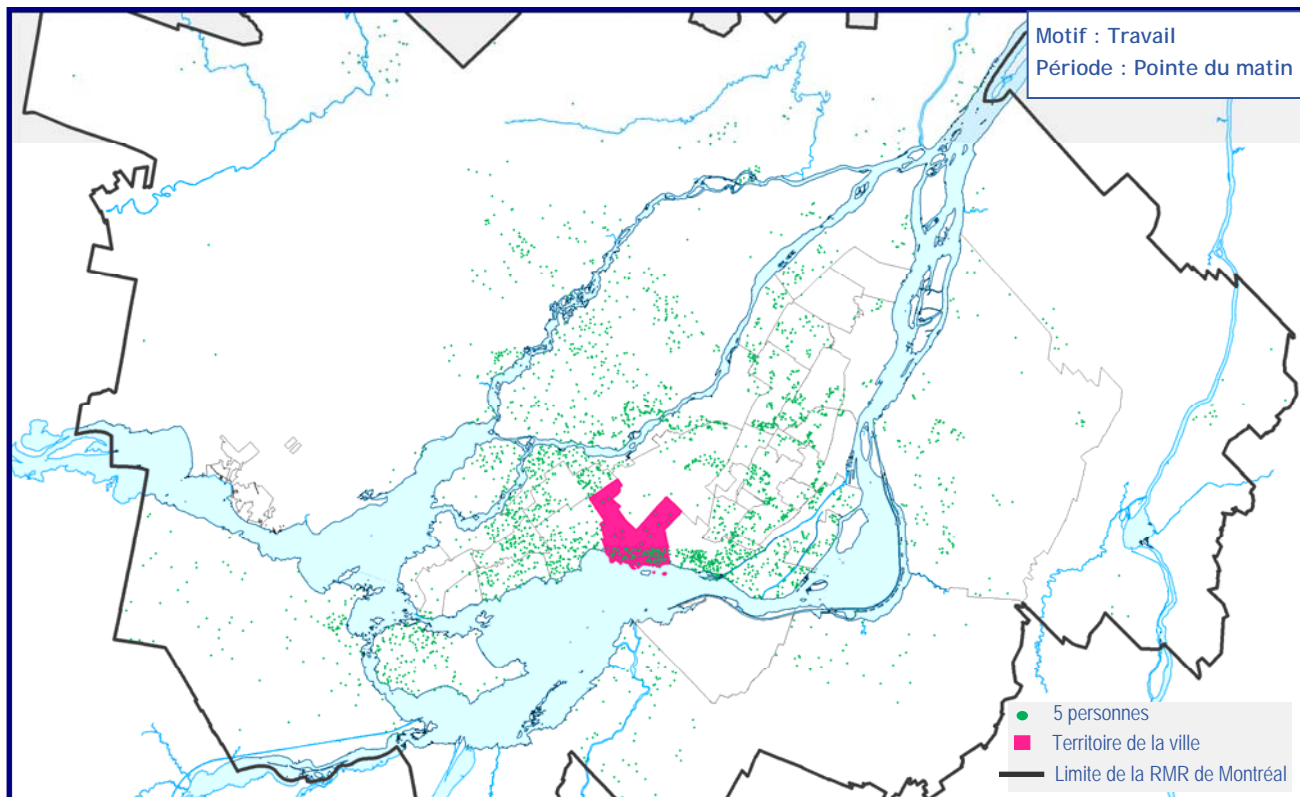 Motif : Travail
Période : Pointe du matin
5 personnes
Territoire de la ville
Limite de la RMR de Montréal